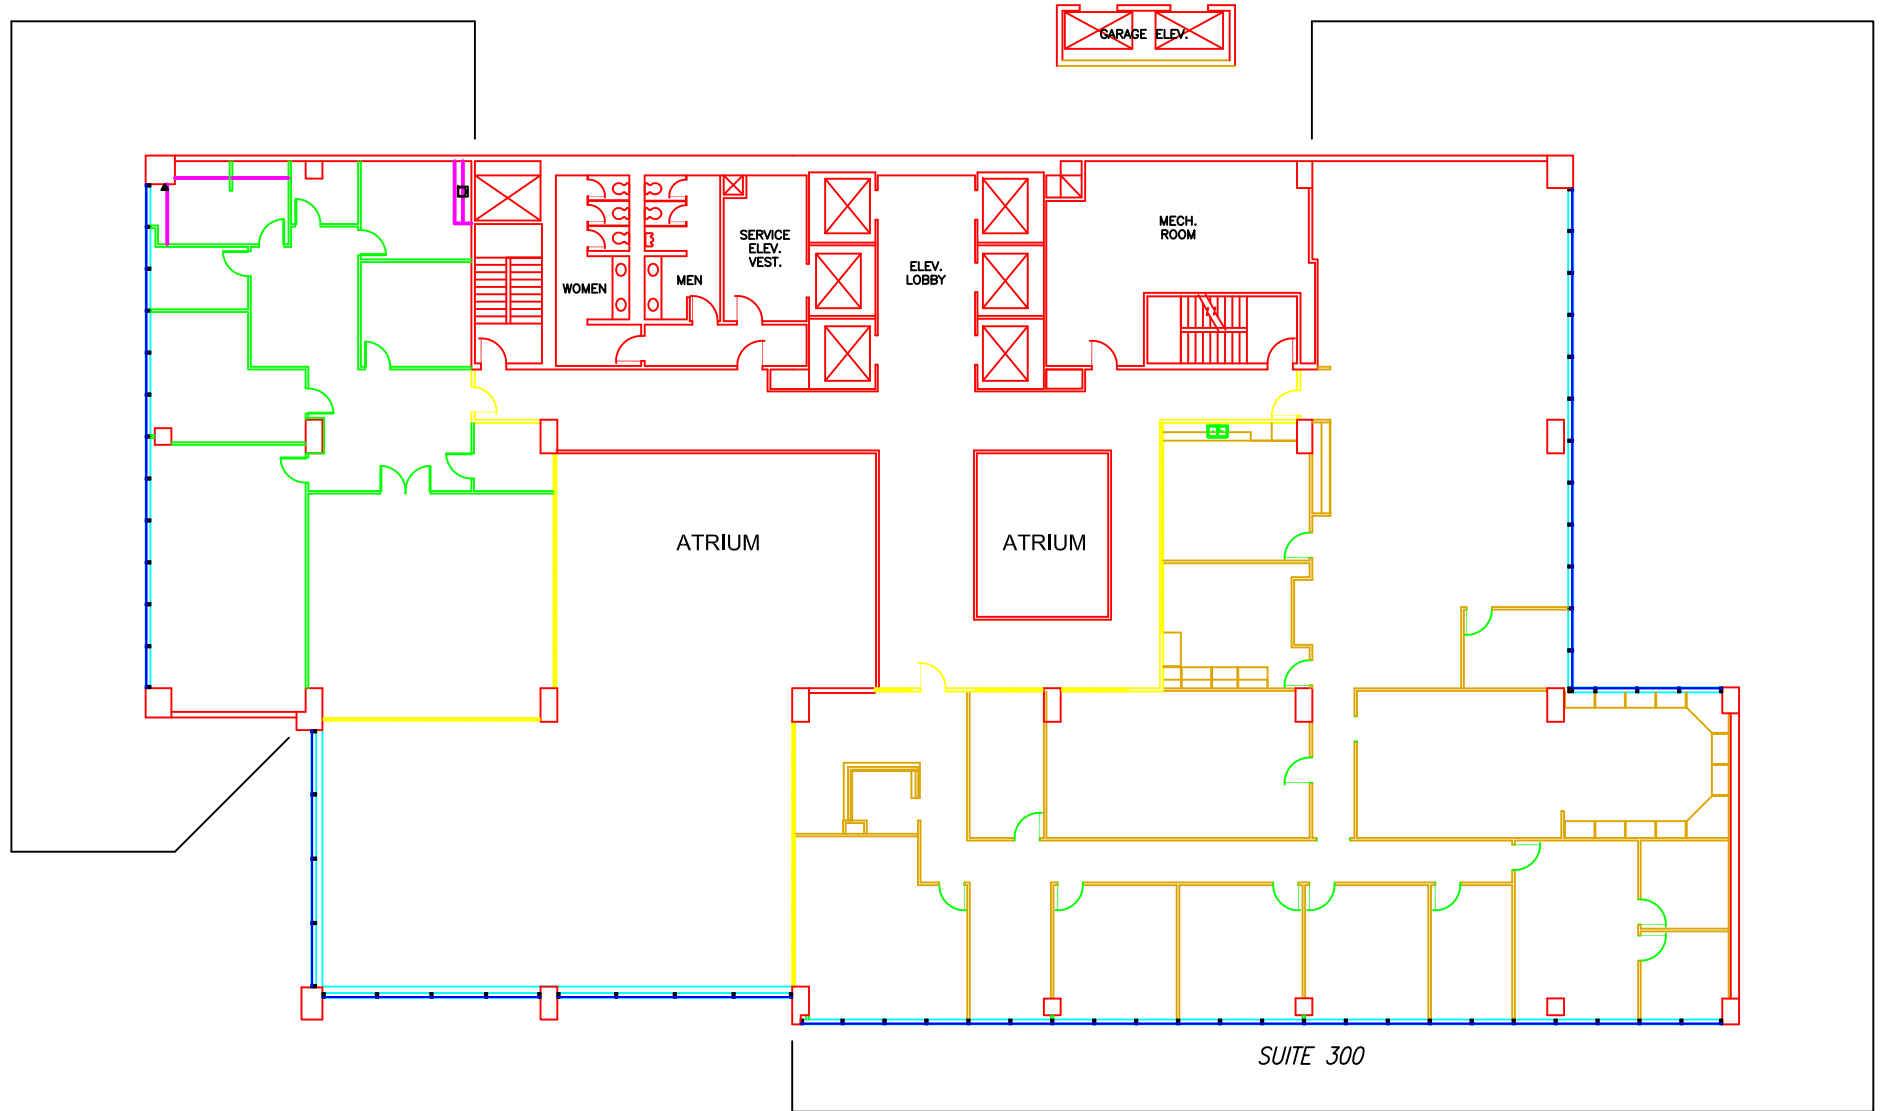 GARAGE ELEV.
MECH.
ROOM
SERVICE
ELEV.
VEST.
ELEV.
LOBBY
WOMEN
MEN
ATRIUM
ATRIUM
SUITE 300